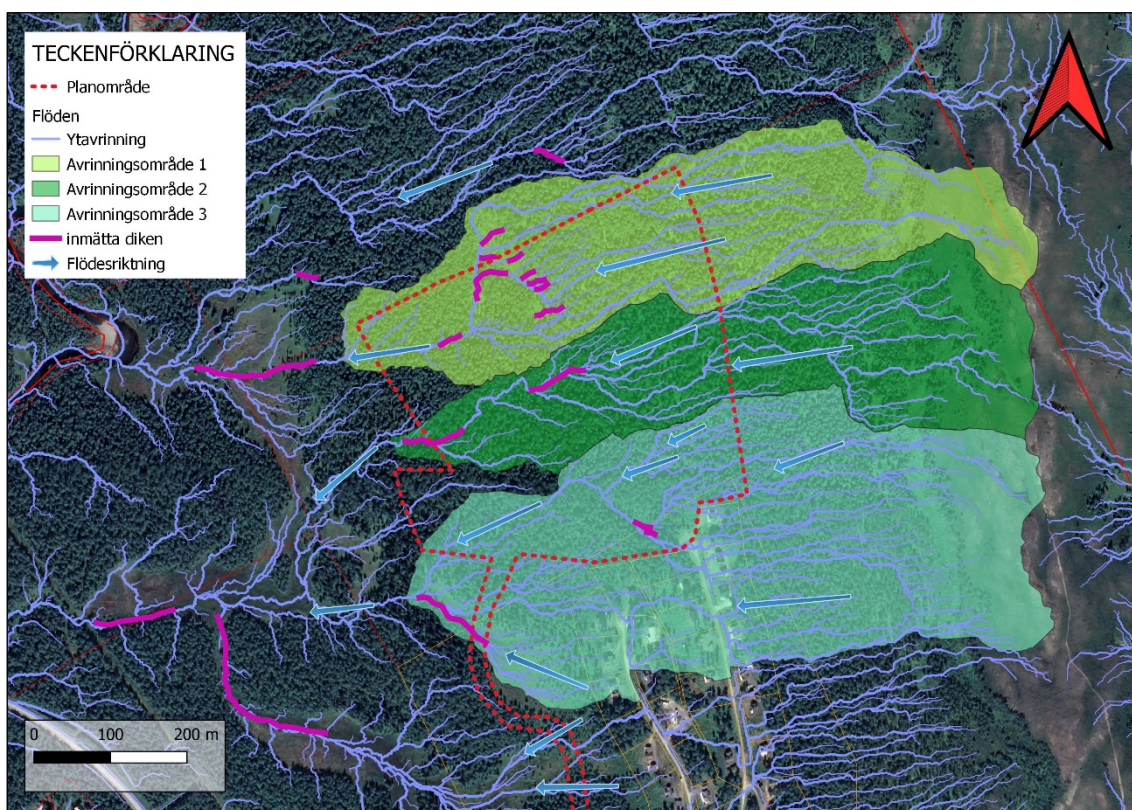 TECKENFÖRKLARING
Planområde
Flöden
Ytavrinning
Avrinningsområde 1
Avrinningsområde 2
Avrinningsområde 3
inmätta diken
Flödesriktning
0 100 200 m